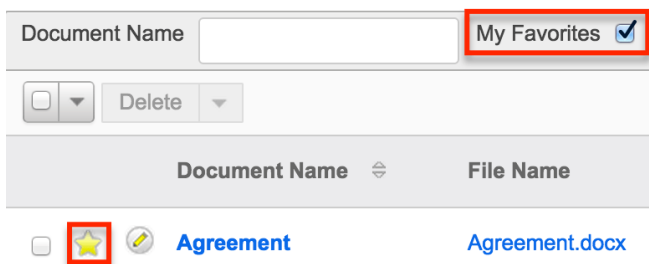 Document Name My Favorites
Delete
Document Name File Name
Agreement Agreement.docx